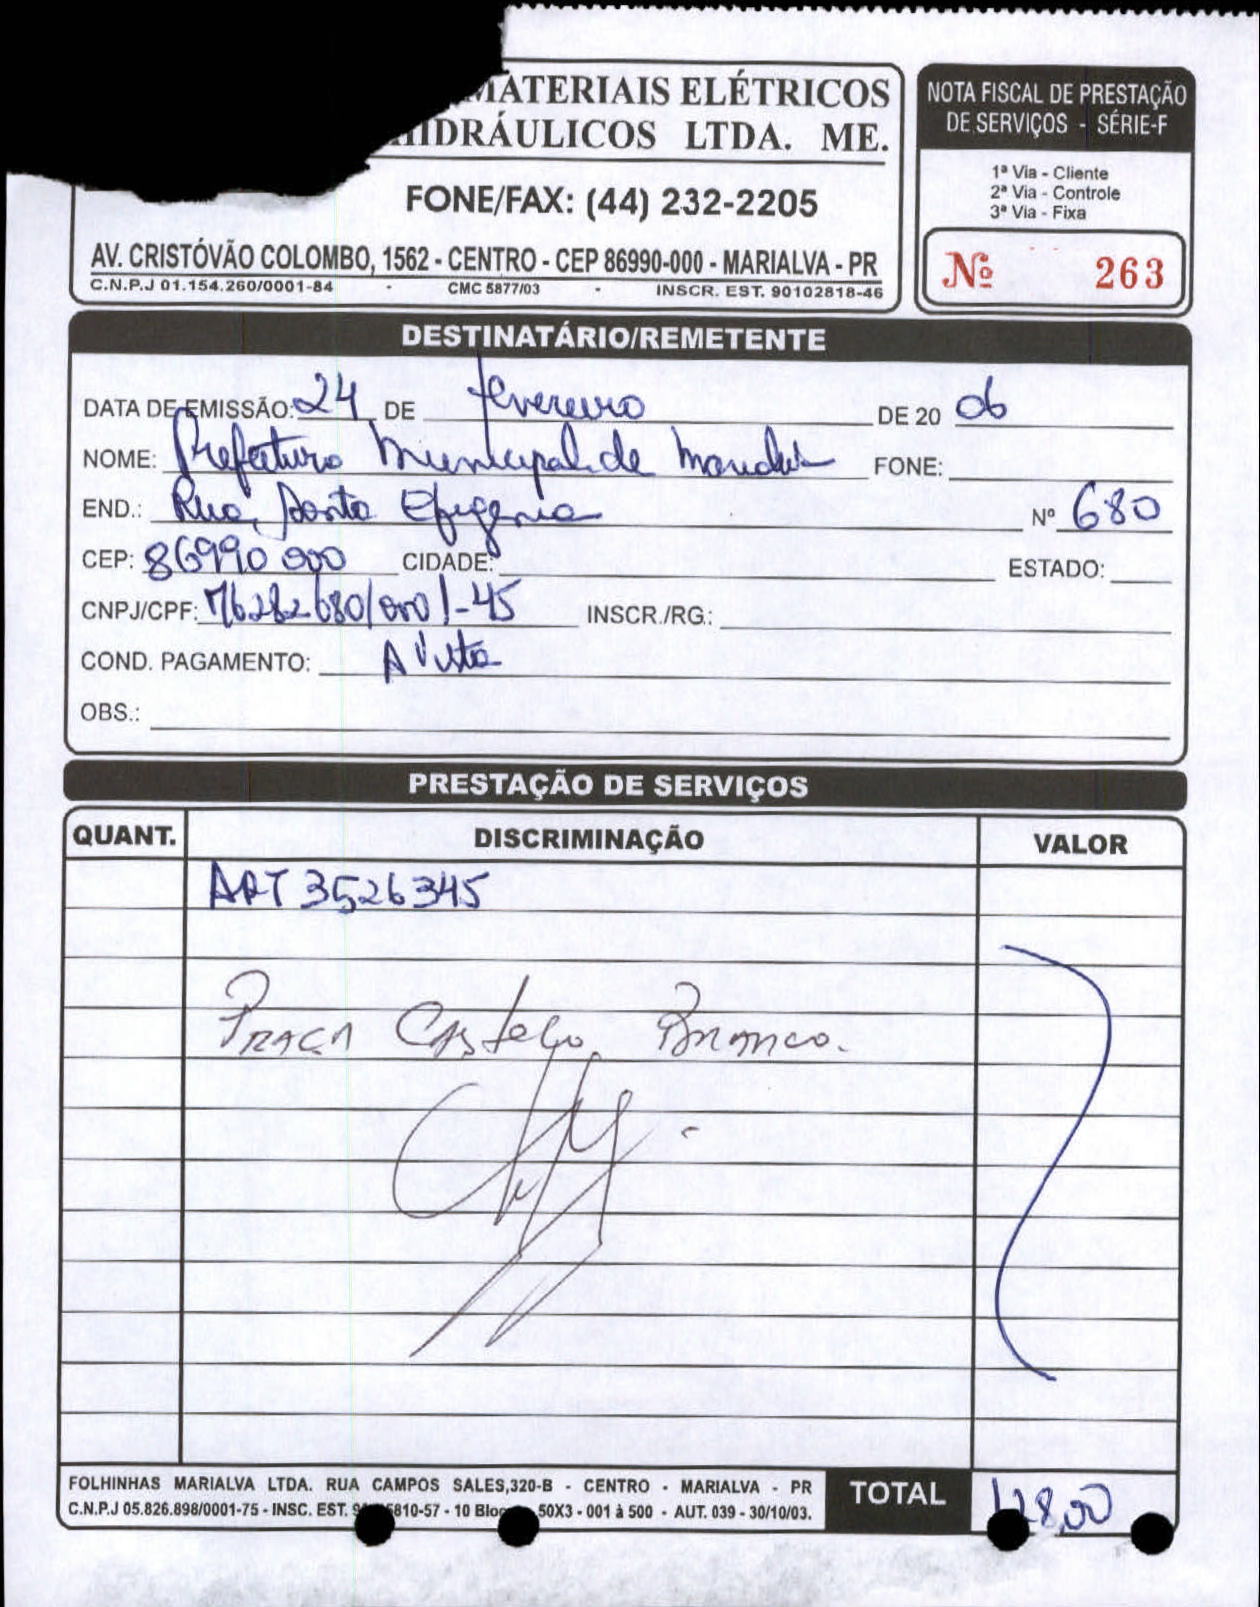 MATERIAIS ELÉTRICOS
HIDRÁULICOS LTDA. ME.
FONE/FAX: (44) 232-2205
AV. CRISTÓVÃO COLOMBO, 1562 - CENTRO - CEP 86990-000 - MARIALVA - PR
C.N.P.J 01.154.260/0001-84 - CMC 5877/03 - INSCR. EST. 90102818-46
NOTA FISCAL DE PRESTAÇÃO
DE SERVIÇOS - SÉRIE-F
1ª Via - Cliente
2ª Via - Controle
3ª Via - Fixa
Nº 263
DESTINATÁRIO/REMETENTE
DATA DE EMISSÃO: 24 DE fevereiro DE 20 06
NOME: Prefeitura Municipal de Marialva FONE:
END.: Rua, Santa Efigenia Nº 680
CEP: 86990 000 CIDADE: ESTADO:
CNPJ/CPF: 76282680/0001-45 INSCR./RG.:
COND. PAGAMENTO: A Vista
OBS.:
PRESTAÇÃO DE SERVIÇOS
QUANT. DISCRIMINAÇÃO VALOR
ART 3526345
PRAÇA CASTELO BRANCO.
FOLHINHAS MARIALVA LTDA. RUA CAMPOS SALES,320-B - CENTRO - MARIALVA - PR
C.N.P.J 05.826.898/0001-75 - INSC. EST. 810-57 - 10 50X3 - 001 à 500 - AUT. 039 - 30/10/03.
TOTAL 128,00